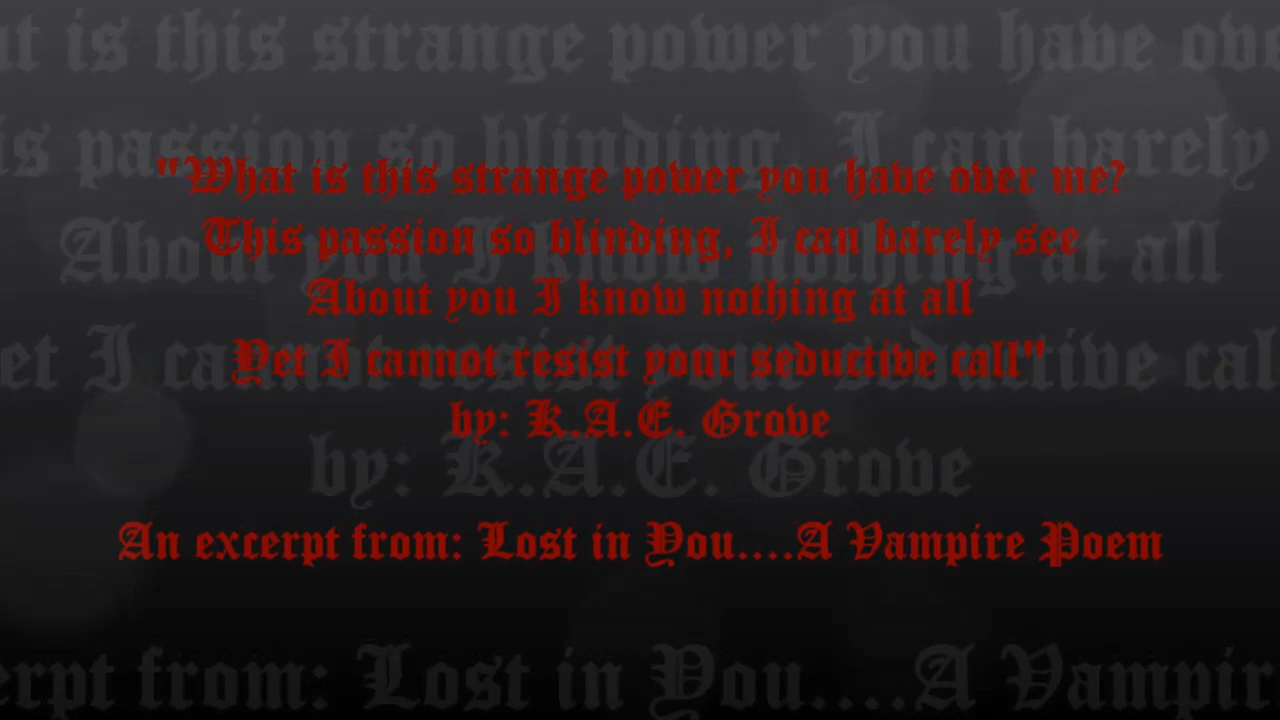 "What is this strange power you have over me?
This passion so blinding, I can barely see
About you I know nothing at all
Yet I cannot resist your seductive call"
by: K.A.E. Grove
An excerpt from: Lost in You....A Vampire Poem